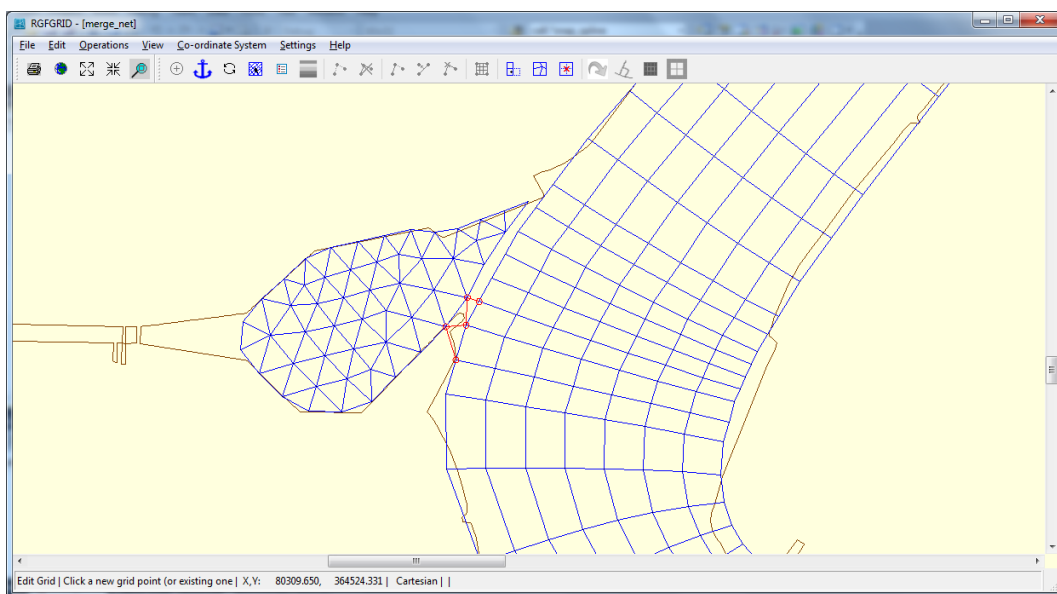 RGFGRID - [merge_net]
File Edit Operations View Co-ordinate System Settings Help
Edit Grid | Click a new grid point (or existing one | X,Y: 80309.650, 364524.331 | Cartesian | |